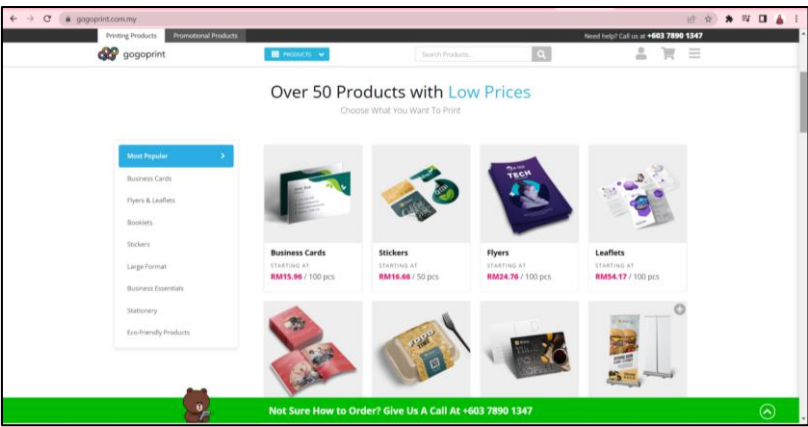 gogoprint.com.my
Printing Products
Promotional Products
Need help? Call us at +603 7890 1347
gogoprint
PRODUCTS
Search Products...
Over 50 Products with Low Prices
Choose What You Want To Print
Most Popular
Business Cards
Flyers & Leaflets
Booklets
Stickers
Large Format
Business Essentials
Stationery
Eco-Friendly Products
TECH
Business Cards
STARTING AT
RM15.96 / 100 pcs
Stickers
STARTING AT
RM16.66 / 50 pcs
Flyers
STARTING AT
RM24.76 / 100 pcs
Leaflets
STARTING AT
RM54.17 / 100 pcs
FOOD
TIME
Not Sure How to Order? Give Us A Call At +603 7890 1347